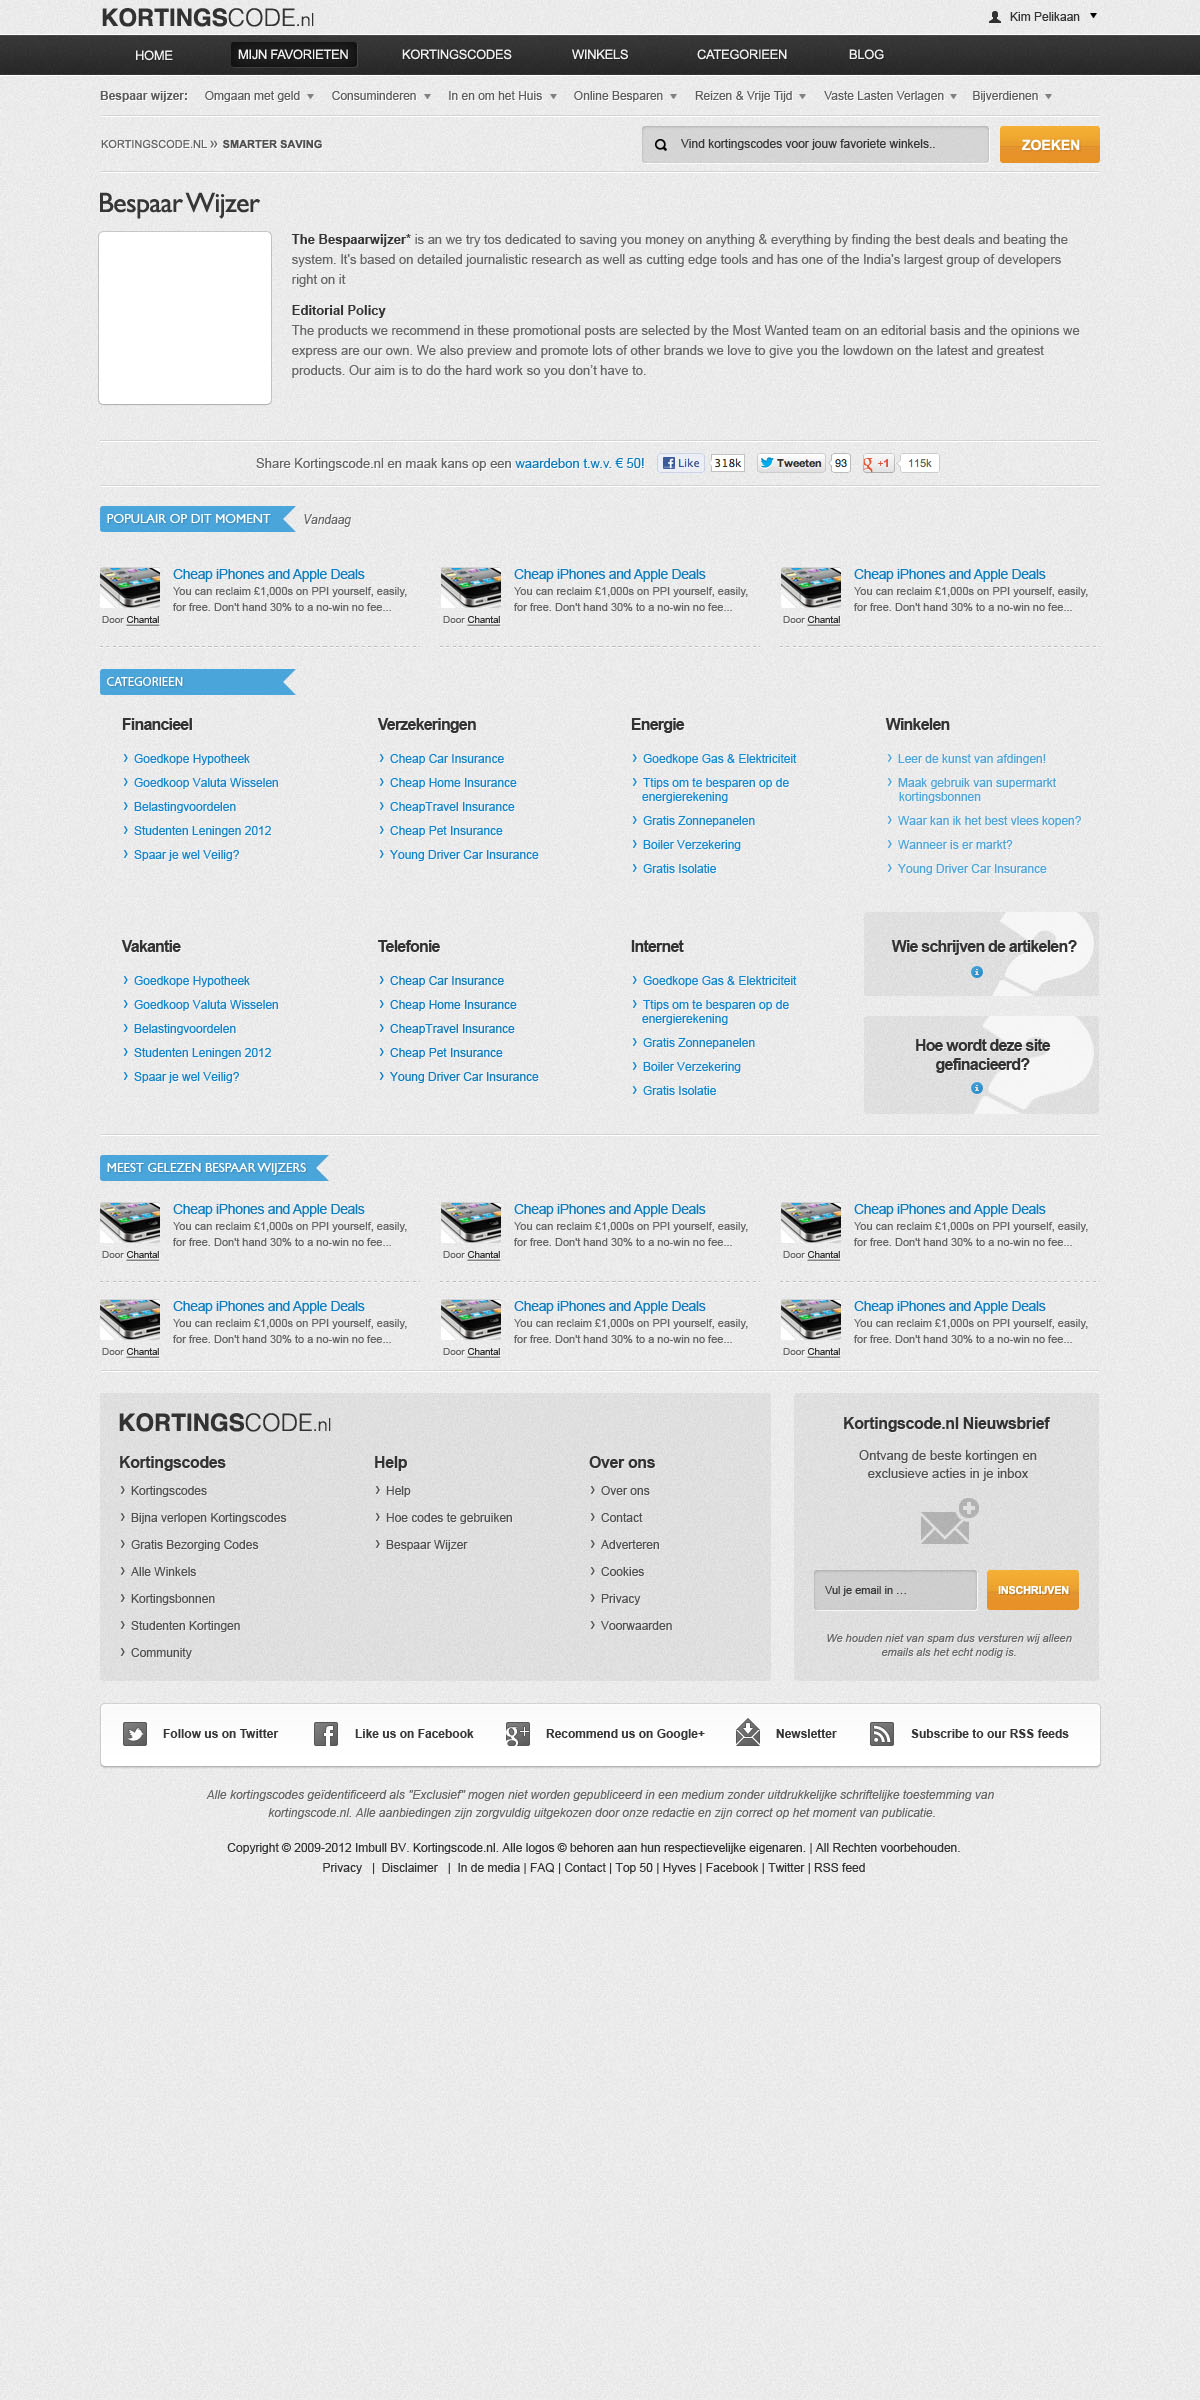 KORTINGSCODE.nl
Kim Pelikaan
HOME MIJN FAVORIETEN KORTINGSCODES WINKELS CATEGORIEEN BLOG
Bespaar wijzer: Omgaan met geld Consuminderen In en om het Huis Online Besparen Reizen & Vrije Tijd Vaste Lasten Verlagen Bijverdienen
KORTINGSCODE.NL » SMARTER SAVING
Vind kortingscodes voor jouw favoriete winkels..
ZOEKEN
Bespaar Wijzer
The Bespaarwijzer* is an we try tos dedicated to saving you money on anything & everything by finding the best deals and beating the
system. It's based on detailed journalistic research as well as cutting edge tools and has one of the India's largest group of developers
right on it
Editorial Policy
The products we recommend in these promotional posts are selected by the Most Wanted team on an editorial basis and the opinions we
express are our own. We also preview and promote lots of other brands we love to give you the lowdown on the latest and greatest
products. Our aim is to do the hard work so you don't have to.
Share Kortingscode.nl en maak kans op een waardebon t.w.v. € 50! Like 318k Tweeten 93 g +1 115k
POPULAIR OP DIT MOMENT Vandaag
Cheap iPhones and Apple Deals
You can reclaim £1,000s on PPI yourself, easily,
for free. Don't hand 30% to a no-win no fee...
Door Chantal
Cheap iPhones and Apple Deals
You can reclaim £1,000s on PPI yourself, easily,
for free. Don't hand 30% to a no-win no fee...
Door Chantal
Cheap iPhones and Apple Deals
You can reclaim £1,000s on PPI yourself, easily,
for free. Don't hand 30% to a no-win no fee...
Door Chantal
CATEGORIEEN
Financieel
Goedkope Hypotheek
Goedkoop Valuta Wisselen
Belastingvoordelen
Studenten Leningen 2012
Spaar je wel Veilig?
Verzekeringen
Cheap Car Insurance
Cheap Home Insurance
CheapTravel Insurance
Cheap Pet Insurance
Young Driver Car Insurance
Energie
Goedkope Gas & Elektriciteit
Ttips om te besparen op de
energierekening
Gratis Zonnepanelen
Boiler Verzekering
Gratis Isolatie
Winkelen
Leer de kunst van afdingen!
Maak gebruik van supermarkt
kortingsbonnen
Waar kan ik het best vlees kopen?
Wanneer is er markt?
Young Driver Car Insurance
Vakantie
Goedkope Hypotheek
Goedkoop Valuta Wisselen
Belastingvoordelen
Studenten Leningen 2012
Spaar je wel Veilig?
Telefonie
Cheap Car Insurance
Cheap Home Insurance
CheapTravel Insurance
Cheap Pet Insurance
Young Driver Car Insurance
Internet
Goedkope Gas & Elektriciteit
Ttips om te besparen op de
energierekening
Gratis Zonnepanelen
Boiler Verzekering
Gratis Isolatie
Wie schrijven de artikelen?
Hoe wordt deze site
gefinacieerd?
MEEST GELEZEN BESPAAR WIJZERS
Cheap iPhones and Apple Deals
You can reclaim £1,000s on PPI yourself, easily,
for free. Don't hand 30% to a no-win no fee...
Door Chantal
Cheap iPhones and Apple Deals
You can reclaim £1,000s on PPI yourself, easily,
for free. Don't hand 30% to a no-win no fee...
Door Chantal
Cheap iPhones and Apple Deals
You can reclaim £1,000s on PPI yourself, easily,
for free. Don't hand 30% to a no-win no fee...
Door Chantal
Cheap iPhones and Apple Deals
You can reclaim £1,000s on PPI yourself, easily,
for free. Don't hand 30% to a no-win no fee...
Door Chantal
Cheap iPhones and Apple Deals
You can reclaim £1,000s on PPI yourself, easily,
for free. Don't hand 30% to a no-win no fee...
Door Chantal
Cheap iPhones and Apple Deals
You can reclaim £1,000s on PPI yourself, easily,
for free. Don't hand 30% to a no-win no fee...
Door Chantal
KORTINGSCODE.nl
Kortingscodes
Kortingscodes
Bijna verlopen Kortingscodes
Gratis Bezorging Codes
Alle Winkels
Kortingsbonnen
Studenten Kortingen
Community
Help
Help
Hoe codes te gebruiken
Bespaar Wijzer
Over ons
Over ons
Contact
Adverteren
Cookies
Privacy
Voorwaarden
Kortingscode.nl Nieuwsbrief
Ontvang de beste kortingen en
exclusieve acties in je inbox
Vul je email in ...
INSCHRIJVEN
We houden niet van spam dus versturen wij alleen
emails als het echt nodig is.
Follow us on Twitter Like us on Facebook Recommend us on Google+ Newsletter Subscribe to our RSS feeds
Alle kortingscodes geïdentificeerd als "Exclusief" mogen niet worden gepubliceerd in een medium zonder uitdrukkelijke schriftelijke toestemming van
kortingscode.nl. Alle aanbiedingen zijn zorgvuldig uitgekozen door onze redactie en zijn correct op het moment van publicatie.
Copyright © 2009-2012 Imbull BV. Kortingscode.nl. Alle logos © behoren aan hun respectievelijke eigenaren. | All Rechten voorbehouden.
Privacy | Disclaimer | In de media | FAQ | Contact | Top 50 | Hyves | Facebook | Twitter | RSS feed